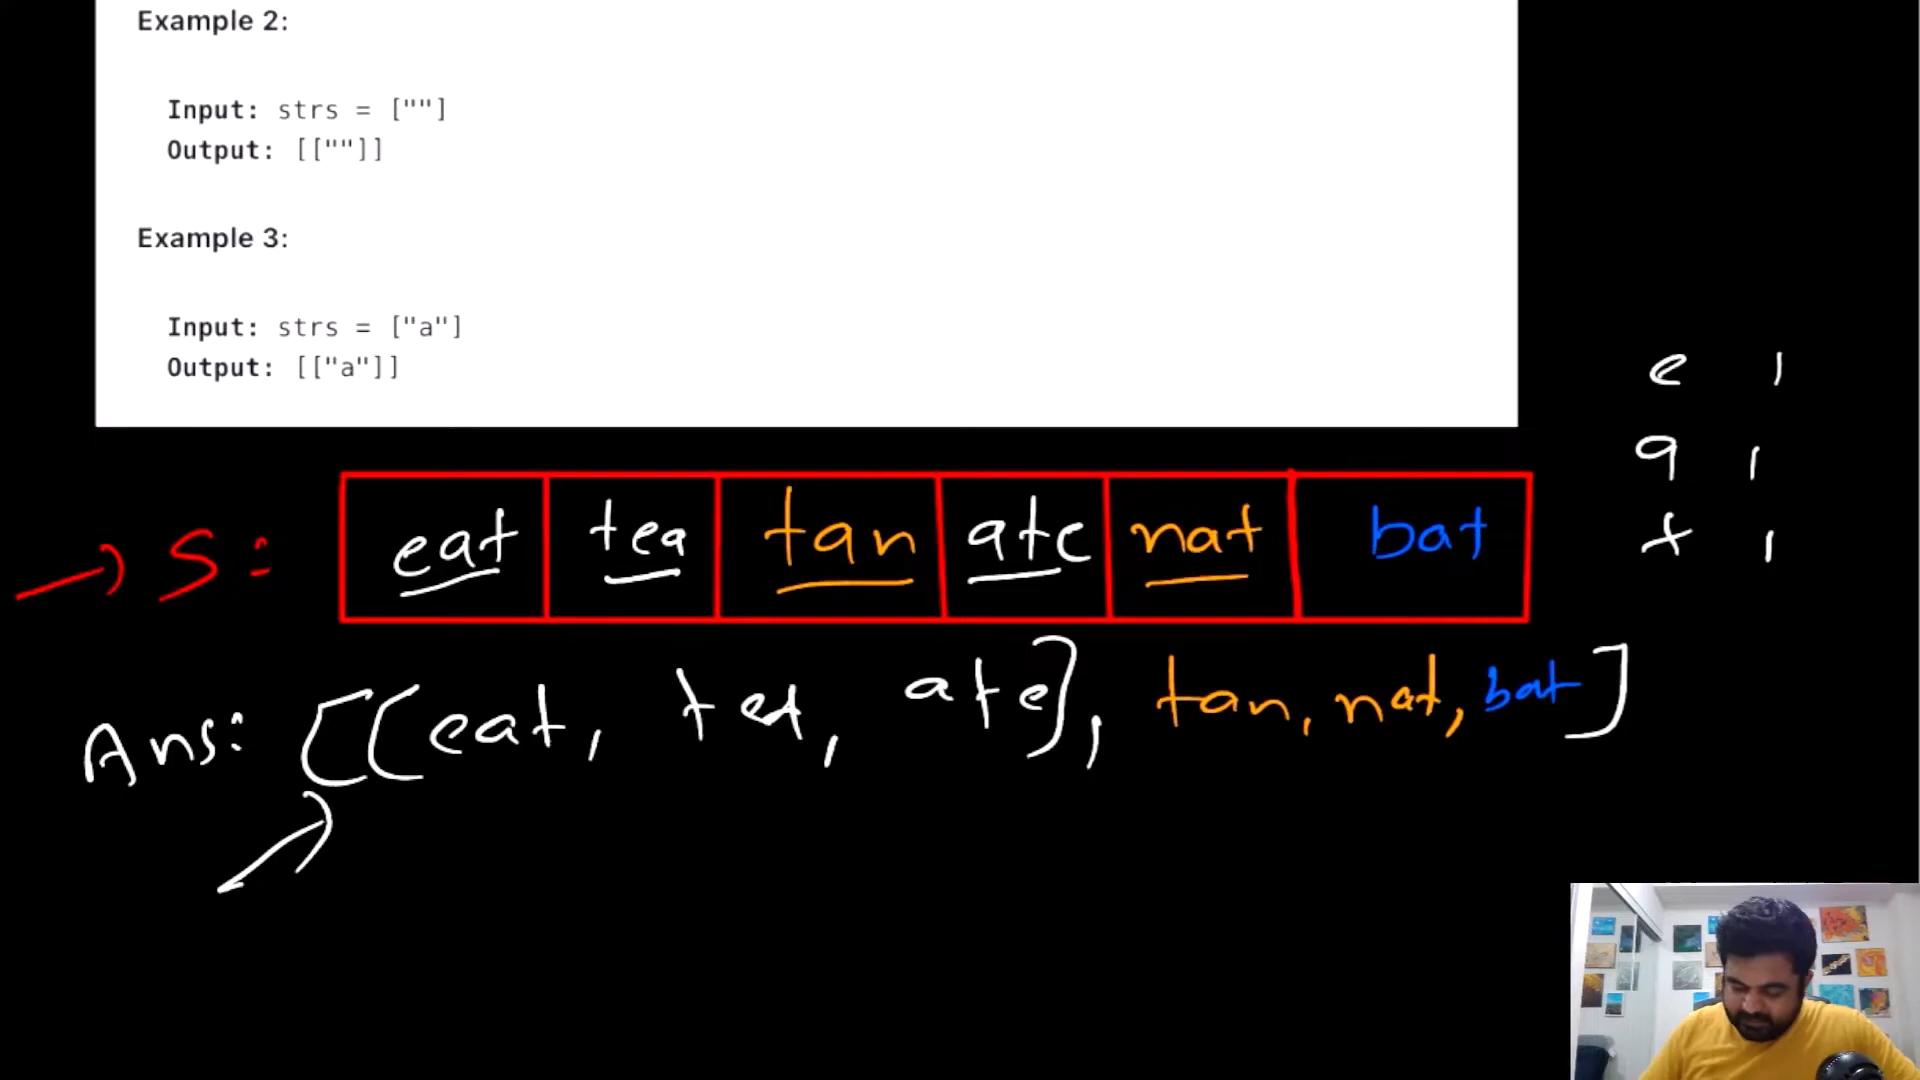 Example 2:
Input: strs = [""]
Output: [[""]]
Example 3:
Input: strs = ["a"]
Output: [["a"]]
e 1
a 1
t 1
→ S: eat tea tan ate nat bat
Ans: [[eat, tea, ate], tan, nat, bat]